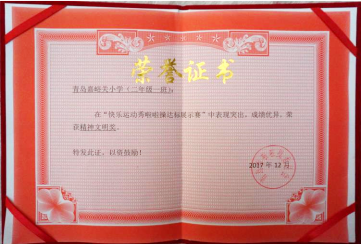 荣誉证书
青岛嘉峪关小学（二年级一班）：
在“快乐运动秀啦啦操达标展示赛”中表现突出，成绩优异，荣
获精神文明奖。
特发此证，以资鼓励！
2017年12月